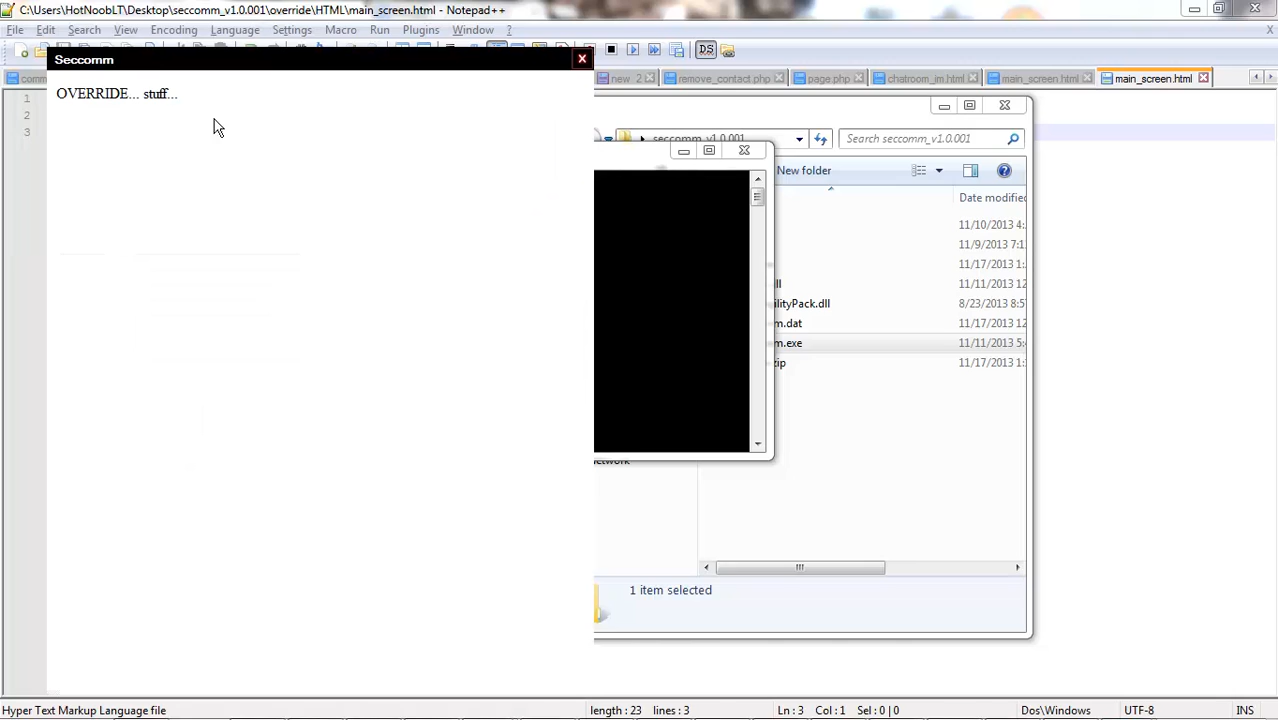 C:\Users\HotNoobLT\Desktop\seccomm_v1.0.001\override\HTML\main_screen.html - Notepad++
File Edit Search View Encoding Language Settings Macro Run Plugins Window ?
X
comm
new 2
remove_contact.php
page.php
chatroom_im.html
main_screen.html
main_screen.html
Seccomm
OVERRIDE... stuff...
1
2
3
seccomm_v1.0.001
Search seccomm_v1.0.001
New folder
Date modified
11/10/2013 4:
11/9/2013 7:1
11/17/2013 1:
ll 11/11/2013 12
ilityPack.dll 8/23/2013 8:5
m.dat 11/17/2013 12
m.exe 11/11/2013 5:
zip 11/17/2013 1:
network
1 item selected
Hyper Text Markup Language file length : 23 lines : 3 Ln : 3 Col : 1 Sel : 0 | 0 Dos\Windows UTF-8 INS